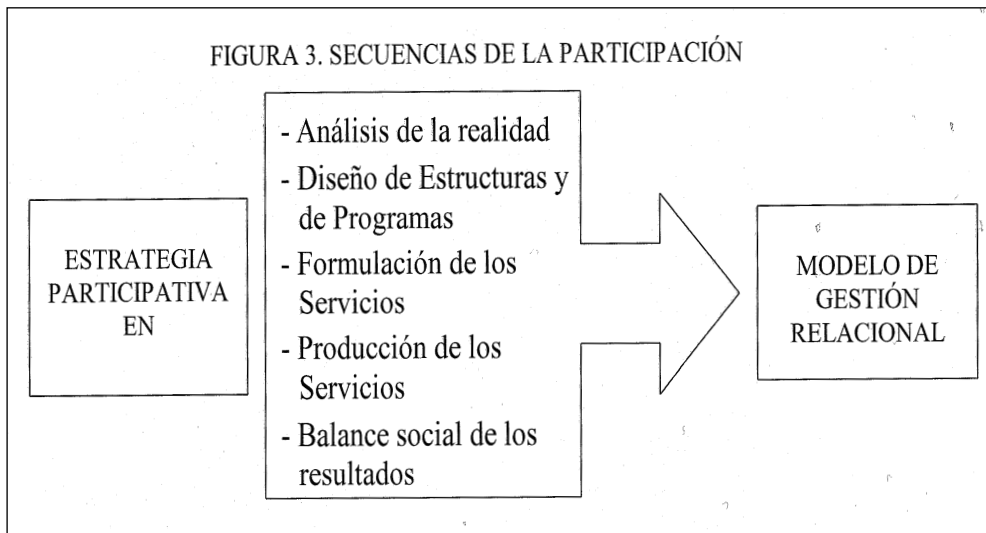 FIGURA 3. SECUENCIAS DE LA PARTICIPACIÓN
ESTRATEGIA
PARTICIPATIVA
EN
- Análisis de la realidad
- Diseño de Estructuras y
de Programas
- Formulación de los
Servicios
- Producción de los
Servicios
- Balance social de los
resultados
MODELO DE
GESTIÓN
RELACIONAL